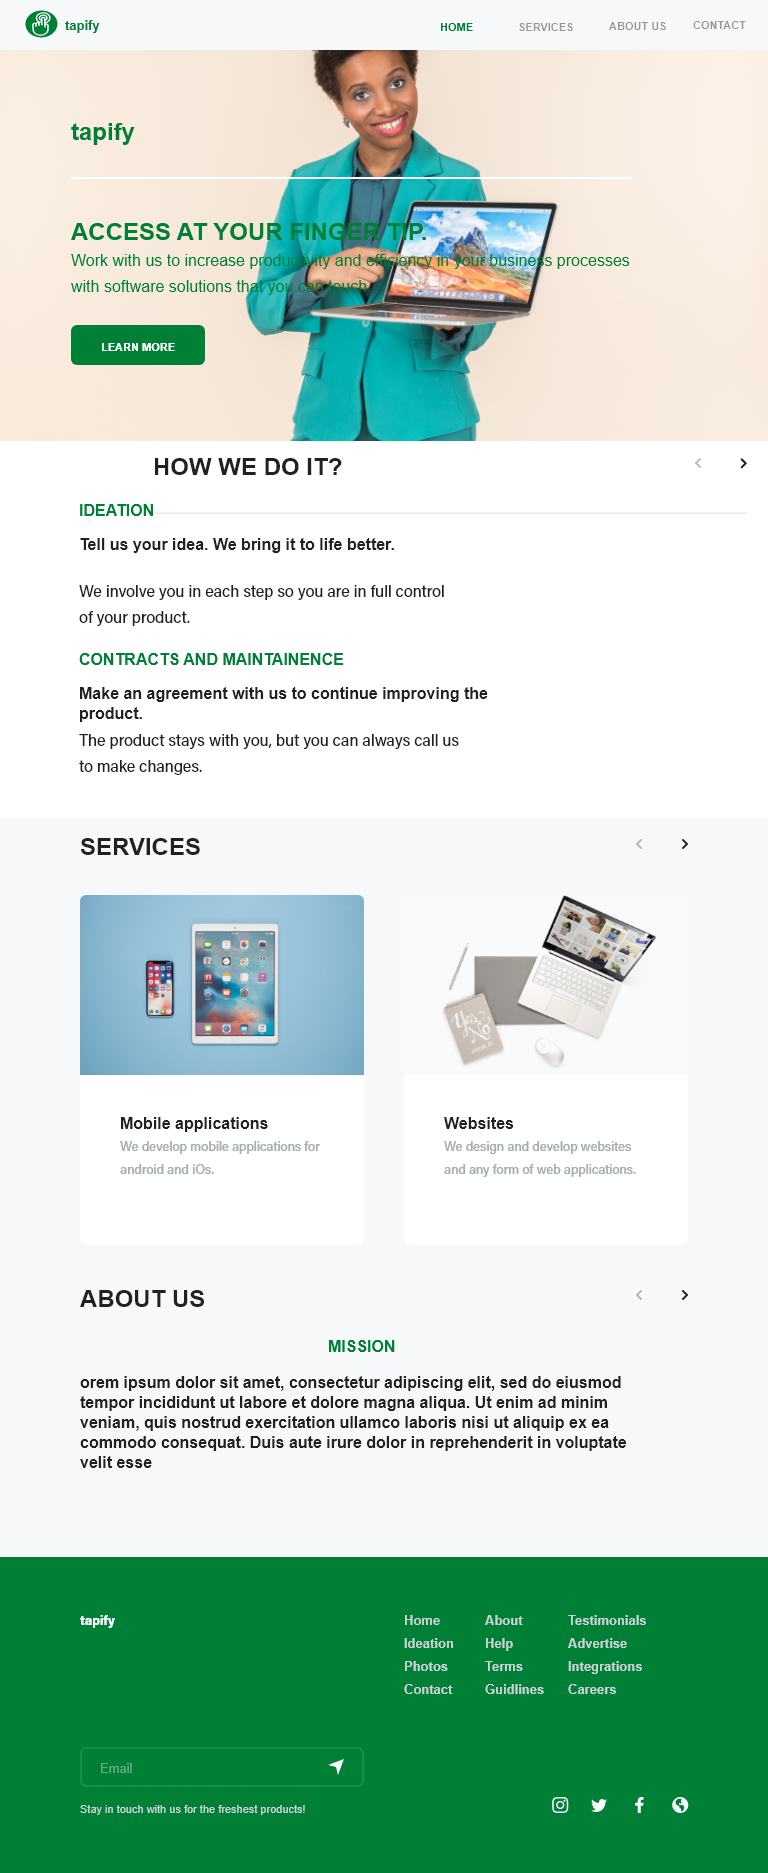 tapify
HOME
SERVICES
ABOUT US
CONTACT
tapify
ACCESS AT YOUR FINGER TIP.
Work with us to increase productivity and efficiency in your business processes
with software solutions that you can touch.
LEARN MORE
HOW WE DO IT?
IDEATION
Tell us your idea. We bring it to life better.
We involve you in each step so you are in full control
of your product.
CONTRACTS AND MAINTAINENCE
Make an agreement with us to continue improving the
product.
The product stays with you, but you can always call us
to make changes.
SERVICES
Yes
No
Mobile applications
We develop mobile applications for
android and iOs.
Websites
We design and develop websites
and any form of web applications.
ABOUT US
MISSION
orem ipsum dolor sit amet, consectetur adipiscing elit, sed do eiusmod
tempor incididunt ut labore et dolore magna aliqua. Ut enim ad minim
veniam, quis nostrud exercitation ullamco laboris nisi ut aliquip ex ea
commodo consequat. Duis aute irure dolor in reprehenderit in voluptate
velit esse
tapify
Home
Ideation
Photos
Contact
About
Help
Terms
Guidlines
Testimonials
Advertise
Integrations
Careers
Email
Stay in touch with us for the freshest products!